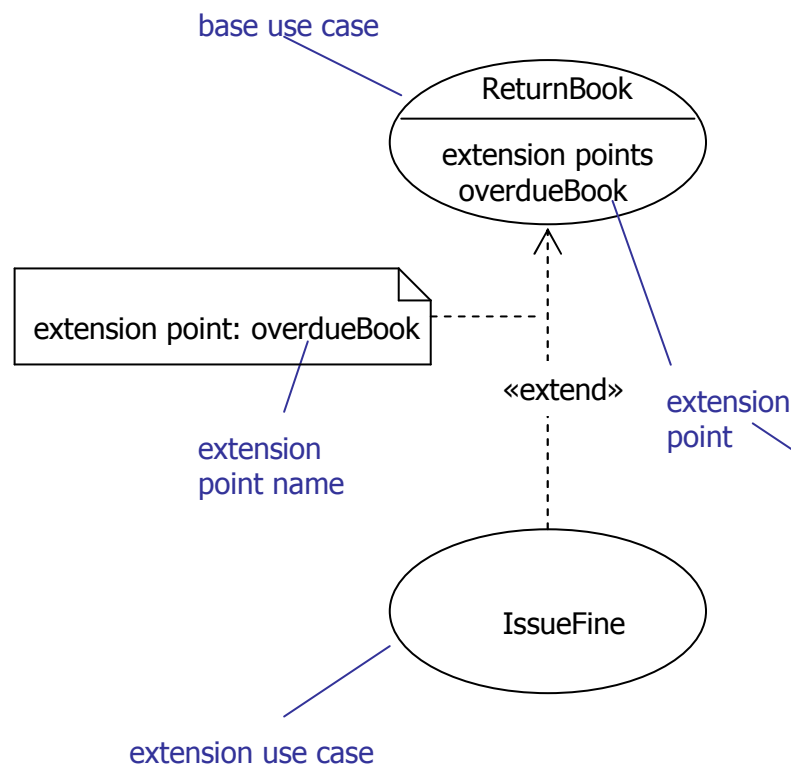 base use case
ReturnBook
extension points
overdueBook
extension point: overdueBook
«extend»
extension
point
extension
point name
IssueFine
extension use case